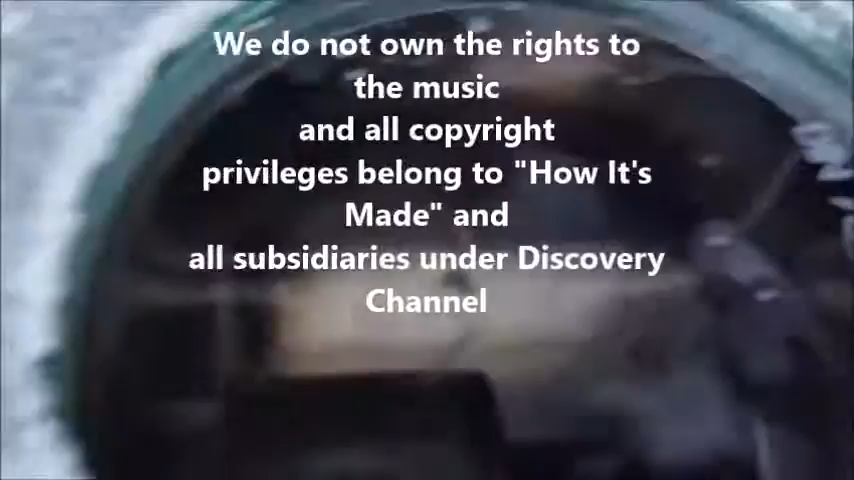 We do not own the rights to
the music
and all copyright
privileges belong to "How It's
Made" and
all subsidiaries under Discovery
Channel